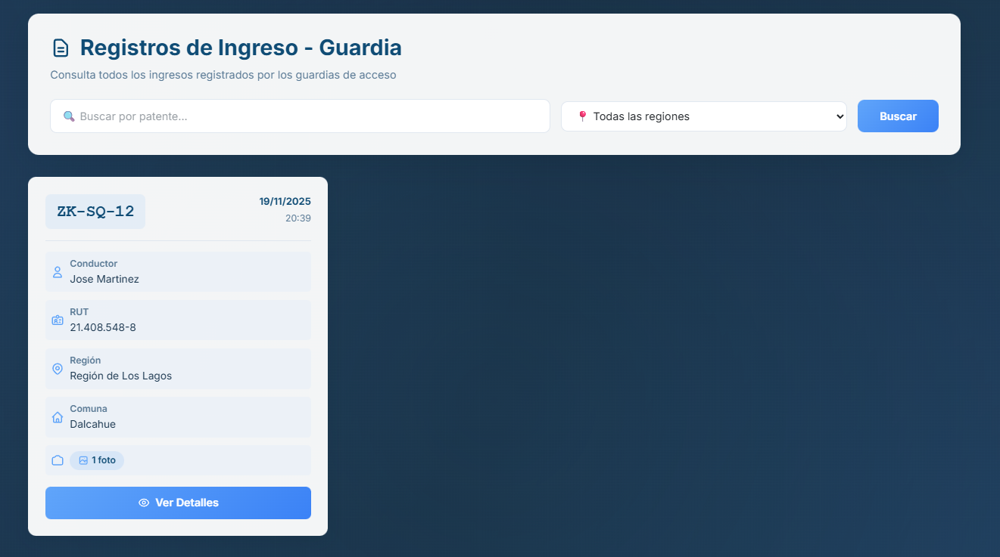 Registros de Ingreso - Guardia
Consulta todos los ingresos registrados por los guardias de acceso
🔍 Buscar por patente...
📍 Todas las regiones
Buscar
ZK-SQ-12
19/11/2025
20:39
Conductor
Jose Martinez
RUT
21.408.548-8
Región
Región de Los Lagos
Comuna
Dalcahue
1 foto
Ver Detalles